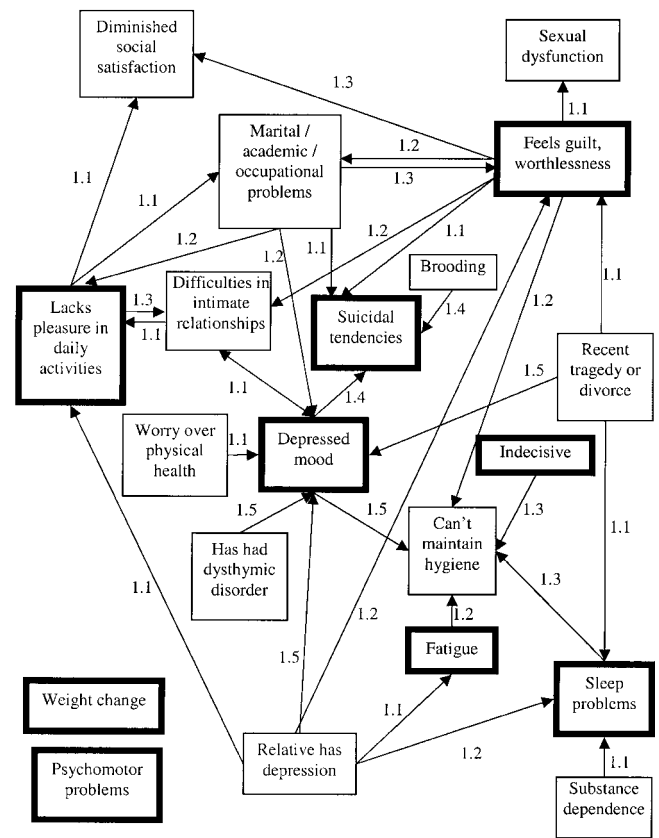 Diminished
social
satisfaction
Sexual
dysfunction
1.3
1.1
Marital /
academic /
occupational
problems
1.2
1.3
Feels guilt,
worthlessness
1.1
1.1
1.2
1.2
1.1
1.2
1.1
Brooding
1.4
1.2
1.1
Lacks
pleasure in
daily
activities
1.3
1.1
Difficulties in
intimate
relationships
Suicidal
tendencies
Recent
tragedy or
divorce
1.5
1.1
1.4
Worry over
physical
health
1.1
Depressed
mood
Indecisive
1.5
1.5
Can't
maintain
hygiene
1.3
1.1
Has had
dysthymic
disorder
1.3
1.1
1.2
1.2
Fatigue
1.5
Sleep
problems
Weight change
1.1
Psychomotor
problems
Relative has
depression
1.2
1.1
Substance
dependence